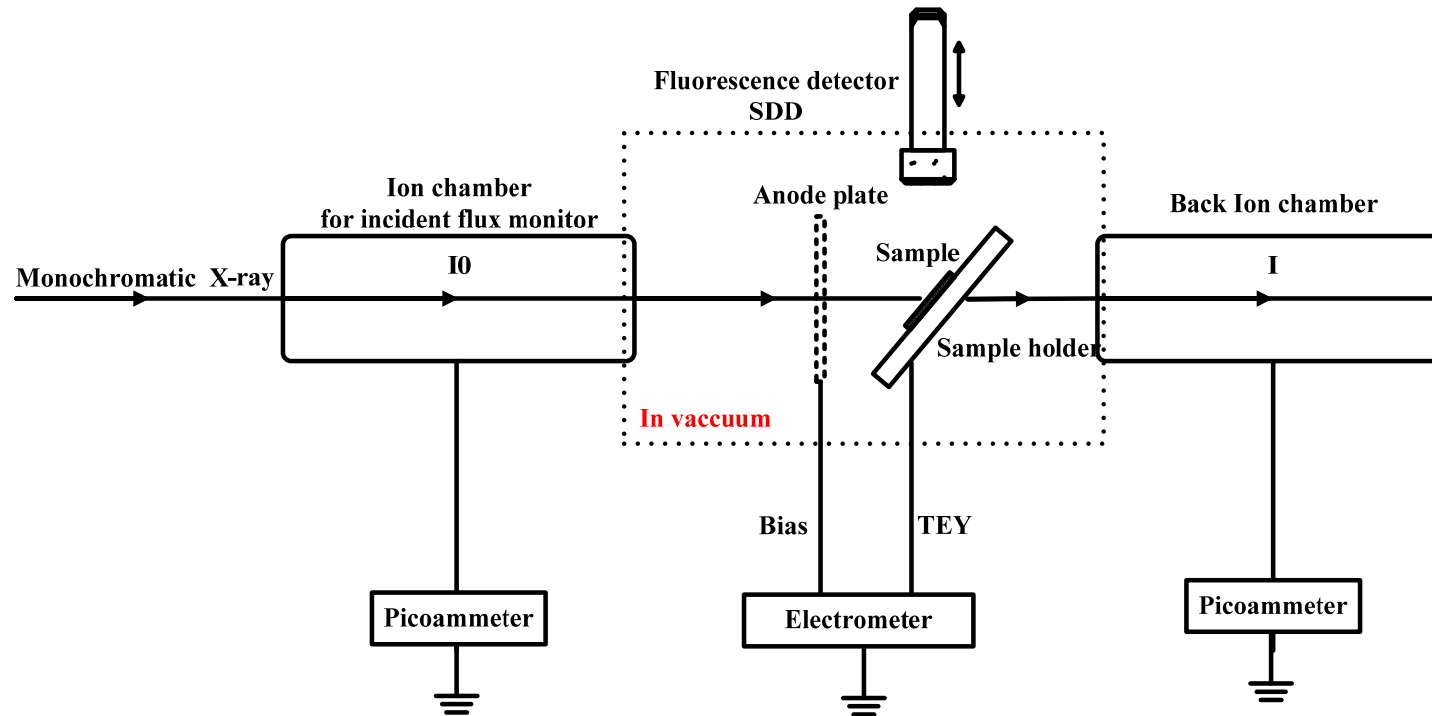 Fluorescence detector
SDD
Ion chamber
for incident flux monitor
Anode plate
Back Ion chamber
Sample
I0
I
Monochromatic X-ray
Sample holder
In vaccuum
Bias
TEY
Picoammeter
Electrometer
Picoammeter